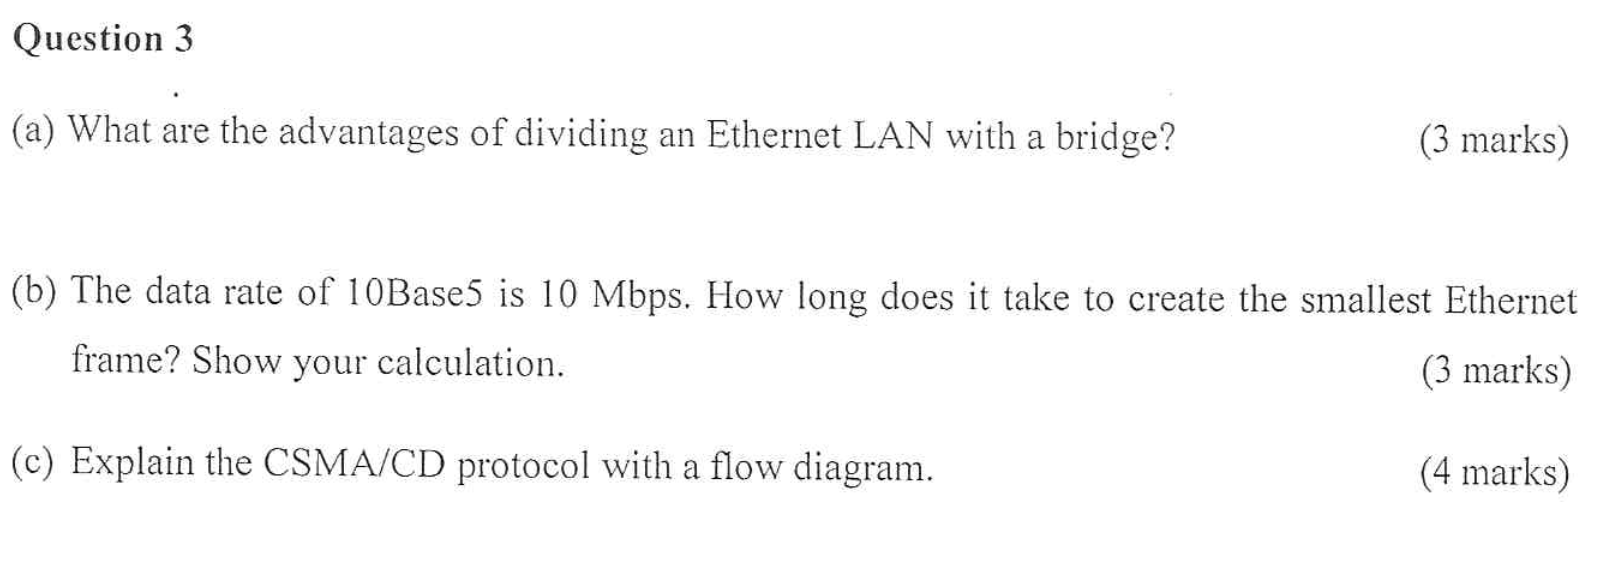 Question 3
(a) What are the advantages of dividing an Ethernet LAN with a bridge? (3 marks)
(b) The data rate of 10Base5 is 10 Mbps. How long does it take to create the smallest Ethernet
frame? Show your calculation. (3 marks)
(c) Explain the CSMA/CD protocol with a flow diagram. (4 marks)